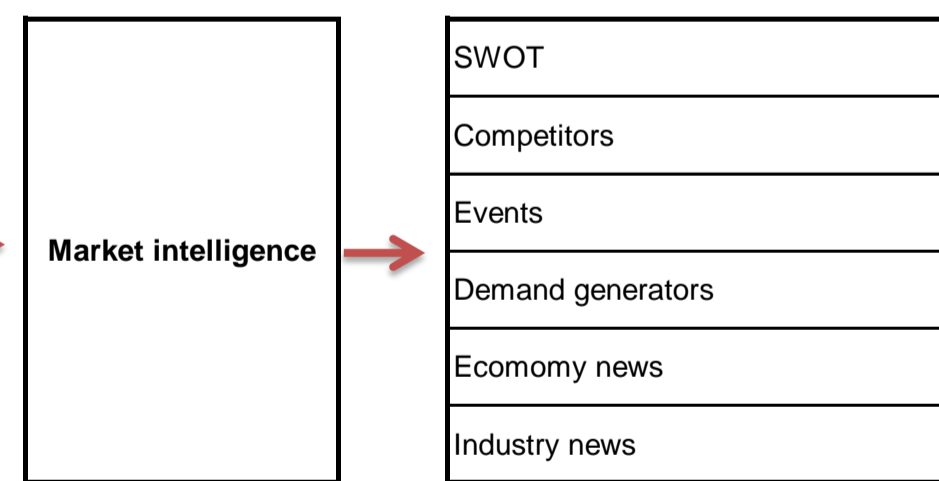 SWOT
Competitors
Events
Market intelligence
Demand generators
Ecomomy news
Industry news